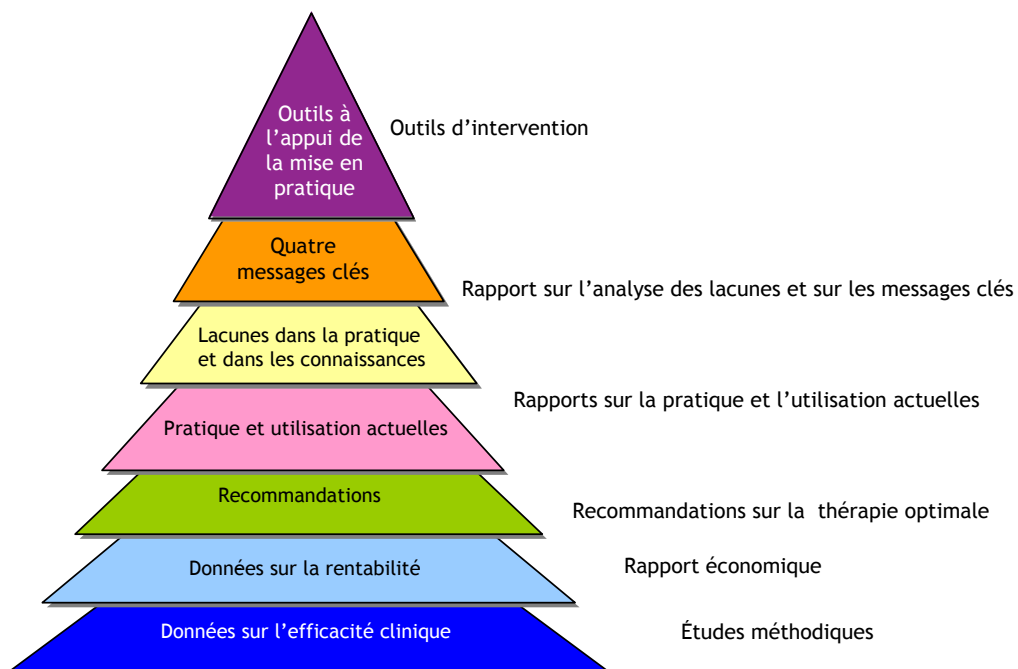 Outils à
l'appui de
la mise en
pratique
Outils d'intervention
Quatre
messages clés
Rapport sur l'analyse des lacunes et sur les messages clés
Lacunes dans la pratique
et dans les connaissances
Rapports sur la pratique et l'utilisation actuelles
Pratique et utilisation actuelles
Recommandations
Recommandations sur la thérapie optimale
Données sur la rentabilité
Rapport économique
Données sur l'efficacité clinique
Études méthodiques